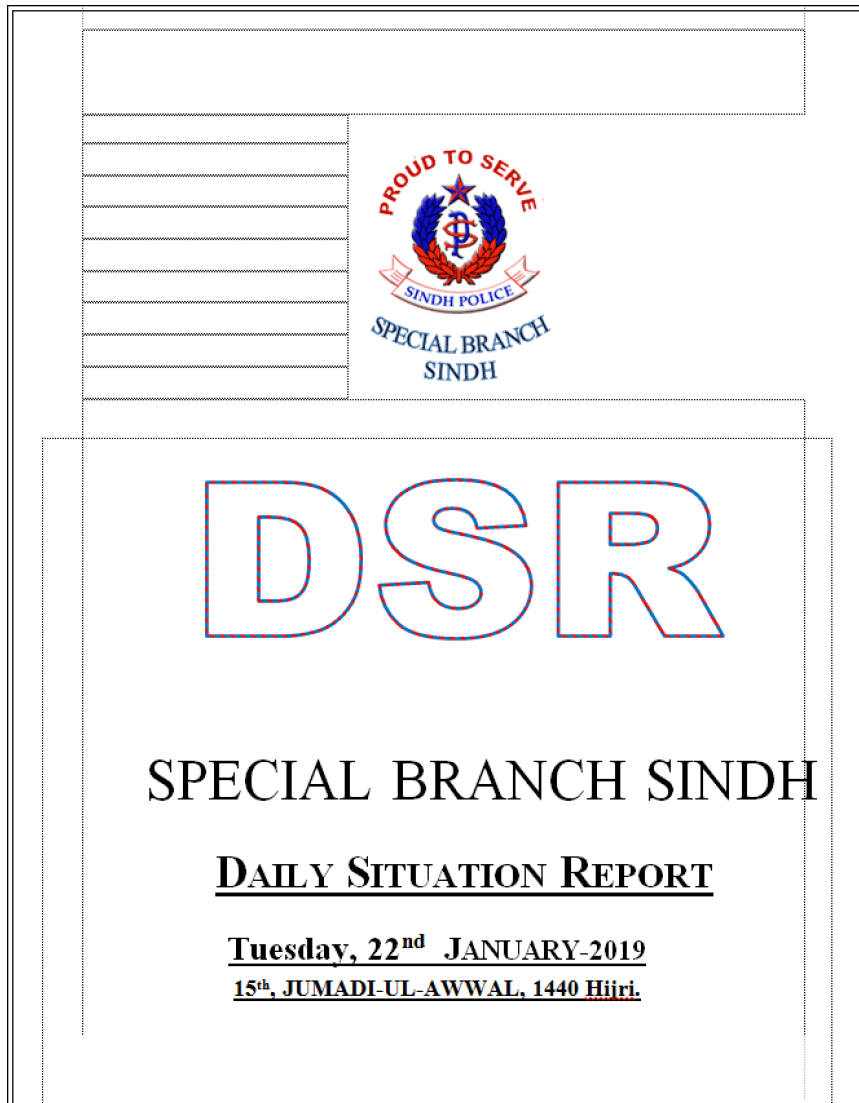 PROUD TO SERVE
SPS
SINDH POLICE
SPECIAL BRANCH
SINDH
DSR
SPECIAL BRANCH SINDH
DAILY SITUATION REPORT
Tuesday, 22nd JANUARY-2019
15th, JUMADI-UL-AWWAL, 1440 Hijri.